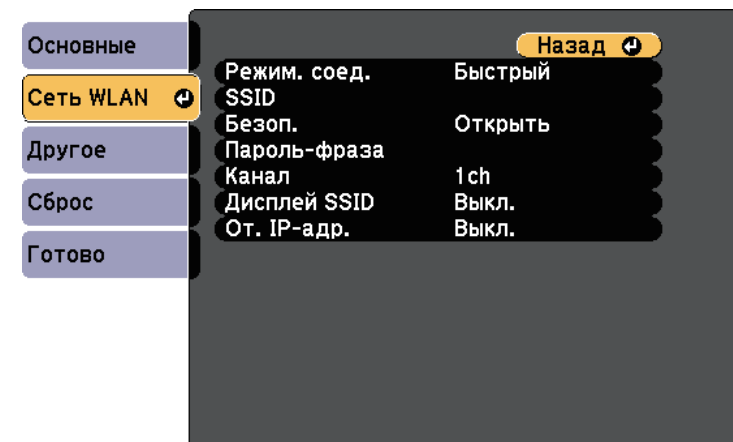 Основные
Сеть WLAN
Другое
Сброс
Готово
Назад
Режим. соед. Быстрый
SSID
Безоп. Открыть
Пароль-фраза
Канал 1ch
Дисплей SSID Выкл.
От. IP-адр. Выкл.